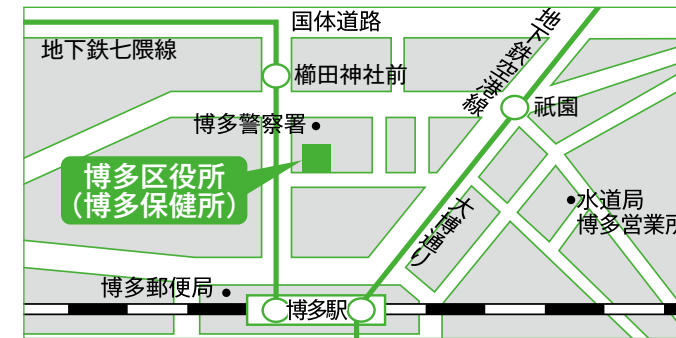 国体道路
地下鉄七隈線
地下鉄空港線
櫛田神社前
祇園
博多警察署
博多区役所
（博多保健所）
水道局
博多営業所
大博通り
博多郵便局
博多駅